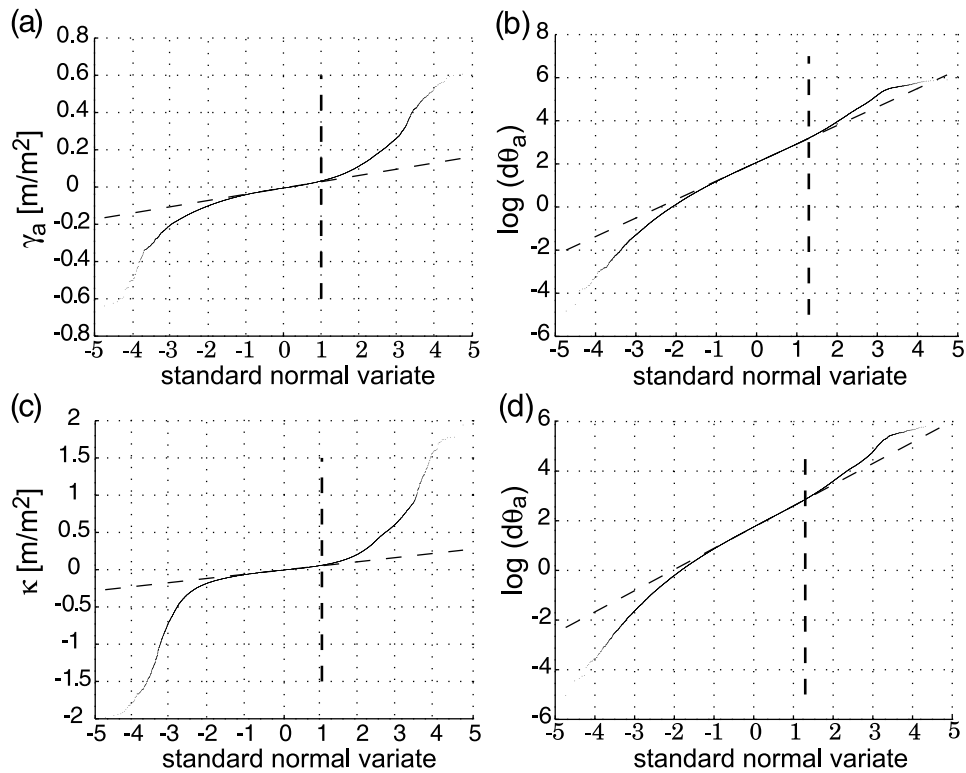 (a)
0.8
0.6
0.4
0.2
0
-0.2
-0.4
-0.6
0.8
γa [m/m2]
-5 -4 -3 -2 -1 0 1 2 3 4 5
standard normal variate
(b)
8
6
4
2
0
-2
-4
-6
log (dθa)
-5 -4 -3 -2 -1 0 1 2 3 4 5
standard normal variate
(c)
2
1.5
1
0.5
0
-0.5
-1
-1.5
-2
κ [m/m2]
-5 -4 -3 -2 -1 0 1 2 3 4 5
standard normal variate
(d)
6
4
2
0
-2
-4
-6
log (dθa)
-5 -4 -3 -2 -1 0 1 2 3 4 5
standard normal variate